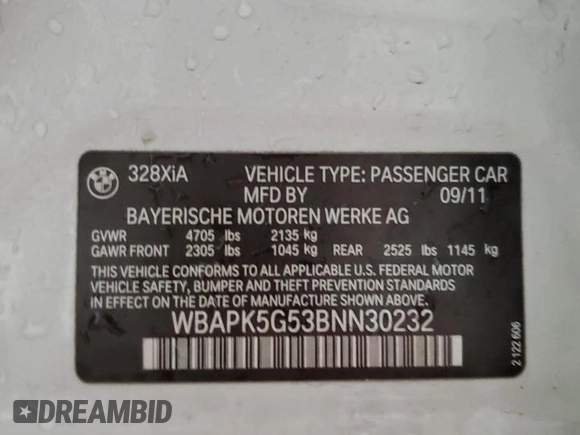 BMW
328XiA VEHICLE TYPE: PASSENGER CAR
MFD BY 09/11
BAYERISCHE MOTOREN WERKE AG
GVWR 4705 lbs 2135 kg
GAWR FRONT 2305 lbs 1045 kg REAR 2525 lbs 1145 kg
THIS VEHICLE CONFORMS TO ALL APPLICABLE U.S. FEDERAL MOTOR
VEHICLE SAFETY, BUMPER AND THEFT PREVENTION STANDARDS
IN EFFECT ON THE DATE OF MANUFACTURE SHOWN ABOVE.
WBAPK5G53BNN30232
2 122 606
DREAMBID